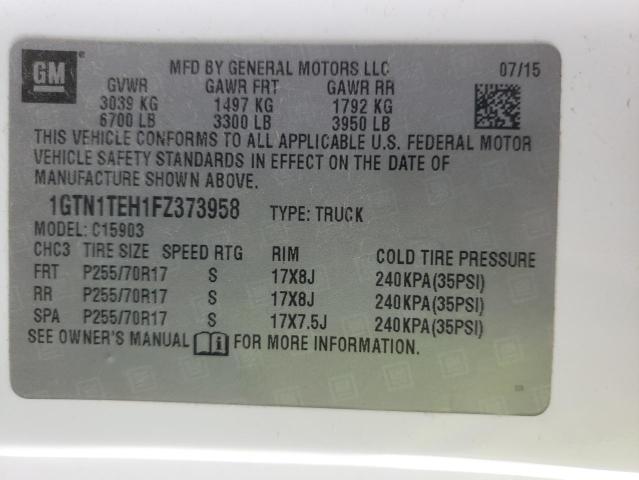 GM
MFD BY GENERAL MOTORS LLC 07/15
GVWR GAWR FRT GAWR RR
3039 KG 1497 KG 1792 KG
6700 LB 3300 LB 3950 LB
THIS VEHICLE CONFORMS TO ALL APPLICABLE U.S. FEDERAL MOTOR
VEHICLE SAFETY STANDARDS IN EFFECT ON THE DATE OF
MANUFACTURE SHOWN ABOVE.
1GTN1TEH1FZ373958 TYPE: TRUCK
MODEL: C15903
CHC3 TIRE SIZE SPEED RTG RIM COLD TIRE PRESSURE
FRT P255/70R17 S 17X8J 240KPA(35PSI)
RR P255/70R17 S 17X8J 240KPA(35PSI)
SPA P255/70R17 S 17X7.5J 240KPA(35PSI)
SEE OWNER'S MANUAL FOR MORE INFORMATION.